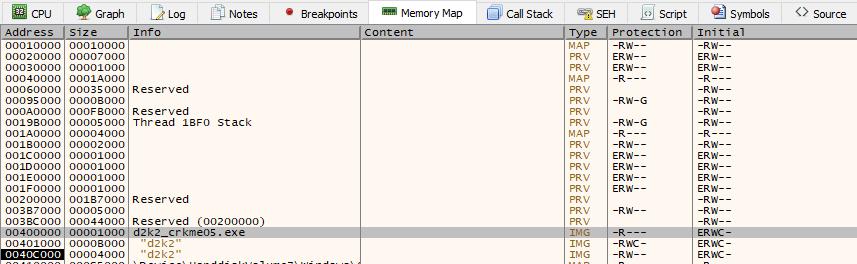 CPU Graph Log Notes Breakpoints Memory Map Call Stack SEH Script Symbols Source
Address Size Info Content Type Protection Initial
00010000 00010000 MAP -RW-- -RW--
00020000 00007000 PRV ERW-- ERW--
00030000 00001000 PRV ERW-- ERW--
00040000 0001A000 MAP -R--- -R---
00060000 00035000 Reserved PRV -RW--
00095000 0000B000 PRV -RW-G -RW--
000A0000 000FB000 Reserved PRV -RW--
0019B000 00005000 Thread 1BF0 Stack PRV -RW-G -RW--
001A0000 00004000 MAP -R--- -R---
001B0000 00002000 PRV -RW-- -RW--
001C0000 00001000 PRV ERW-- ERW--
001D0000 00001000 PRV ERW-- ERW--
001E0000 00001000 PRV ERW-- ERW--
001F0000 00001000 PRV ERW-- ERW--
00200000 001B7000 Reserved PRV -RW--
003B7000 00005000 PRV -RW-- -RW--
003BC000 00044000 Reserved (00200000) PRV -RW--
00400000 00001000 d2k2_crkme05.exe IMG -R--- ERWC-
00401000 0000B000 "d2k2" IMG -RWC- ERWC-
0040C000 00004000 "d2k2" IMG -RW-- ERWC-